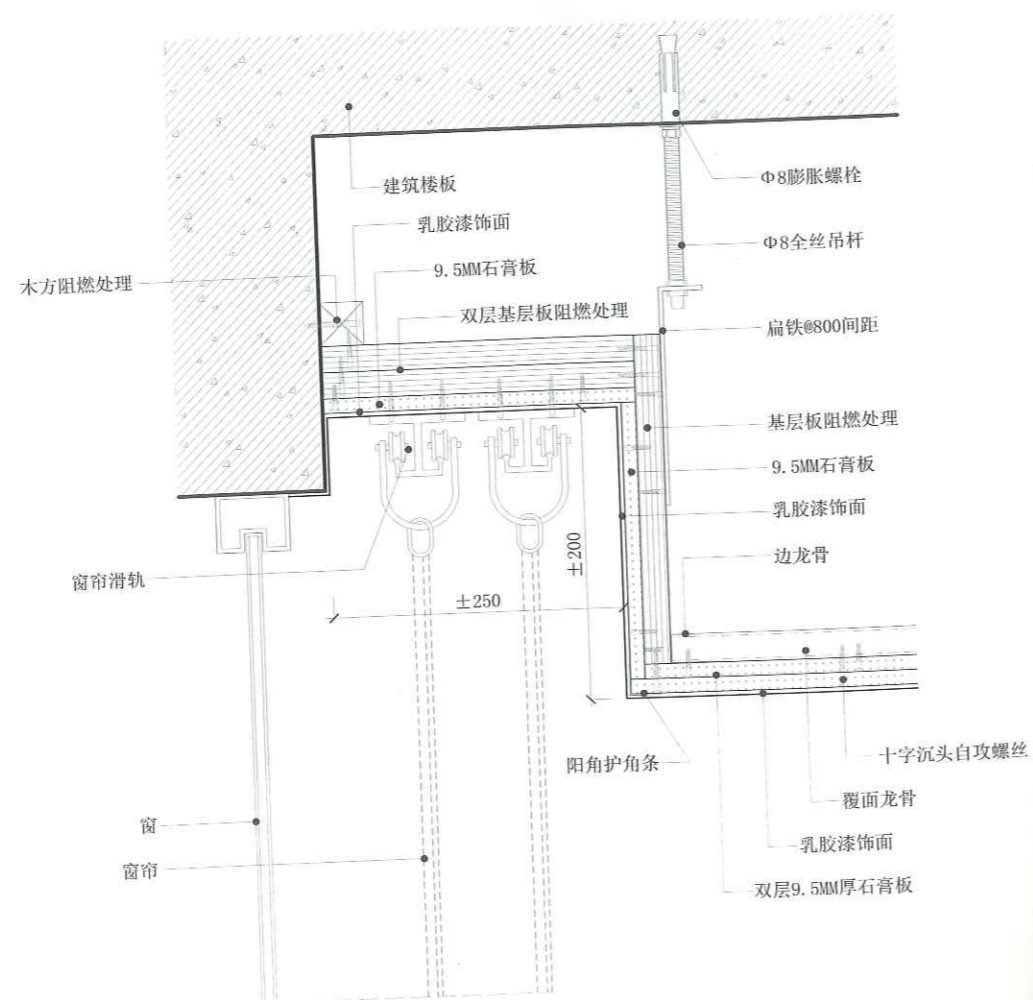 建筑楼板
Φ8膨胀螺栓
乳胶漆饰面
Φ8全丝吊杆
9.5MM石膏板
木方阻燃处理
双层基层板阻燃处理
扁铁@800间距
基层板阻燃处理
9.5MM石膏板
乳胶漆饰面
±200
边龙骨
窗帘滑轨
±250
阳角护角条
十字沉头自攻螺丝
覆面龙骨
窗
乳胶漆饰面
窗帘
双层9.5MM厚石膏板